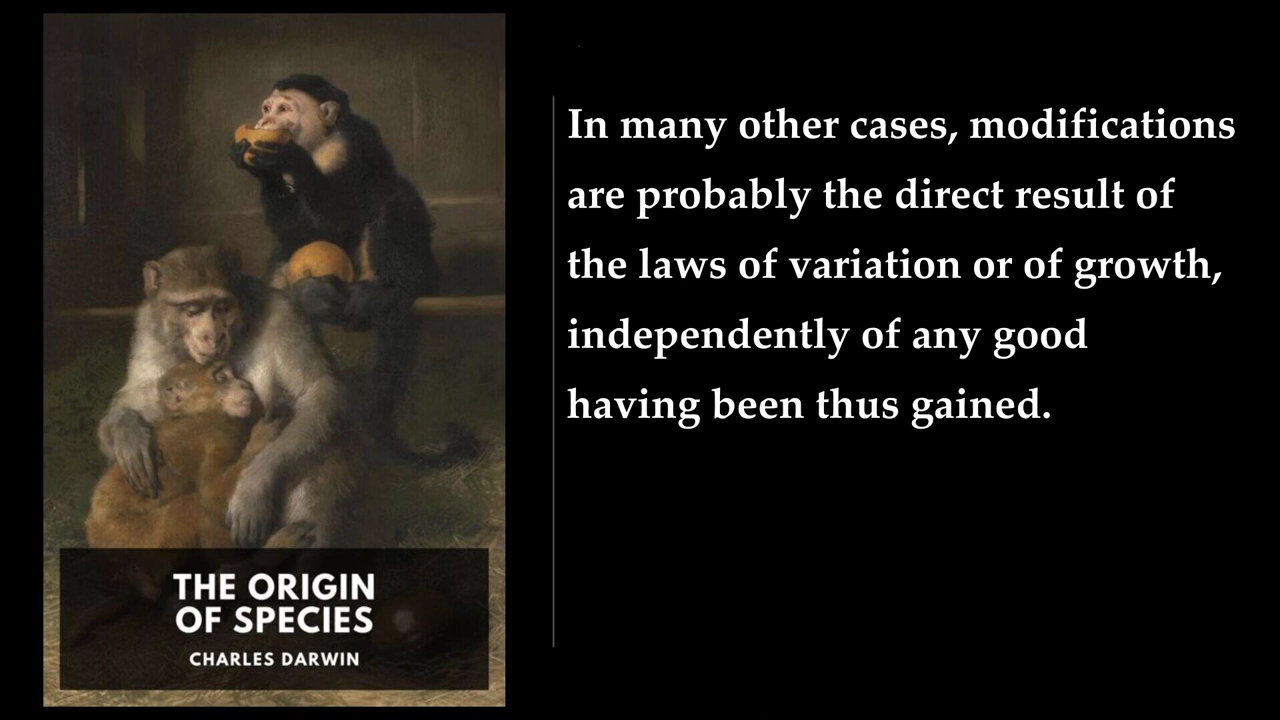 THE ORIGIN
OF SPECIES
CHARLES DARWIN
In many other cases, modifications
are probably the direct result of
the laws of variation or of growth,
independently of any good
having been thus gained.